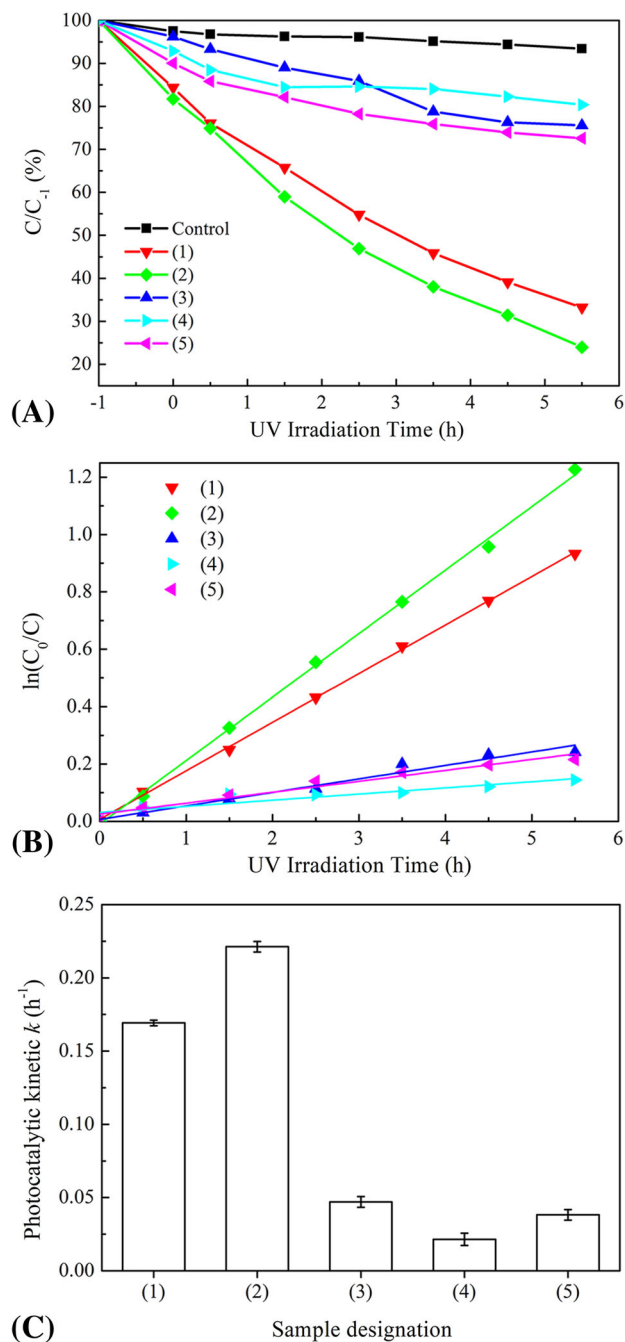 100
90
80
70
60
50
40
30
20
C/C-1 (%)
Control
(1)
(2)
(3)
(4)
(5)
-1 0 1 2 3 4 5 6
(A)
UV Irradiation Time (h)
1.2
1.0
0.8
0.6
0.4
0.2
0.0
ln(C0/C)
(1)
(2)
(3)
(4)
(5)
0 1 2 3 4 5 6
(B)
UV Irradiation Time (h)
0.25
0.20
0.15
0.10
0.05
0.00
Photocatalytic kinetic k (h-1)
(1) (2) (3) (4) (5)
(C)
Sample designation